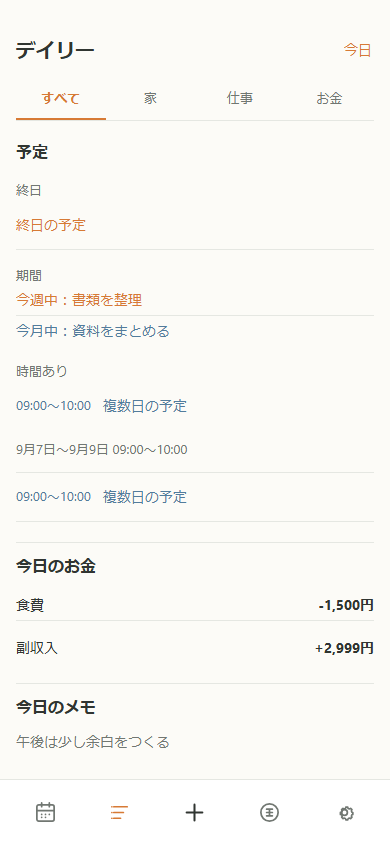 デイリー 今日
すべて 家 仕事 お金
予定
終日
終日の予定
期間
今週中：書類を整理
今月中：資料をまとめる
時間あり
09:00〜10:00 複数日の予定
9月7日〜9月9日 09:00〜10:00
09:00〜10:00 複数日の予定
今日のお金
食費 -1,500円
副収入 +2,999円
今日のメモ
午後は少し余白をつくる